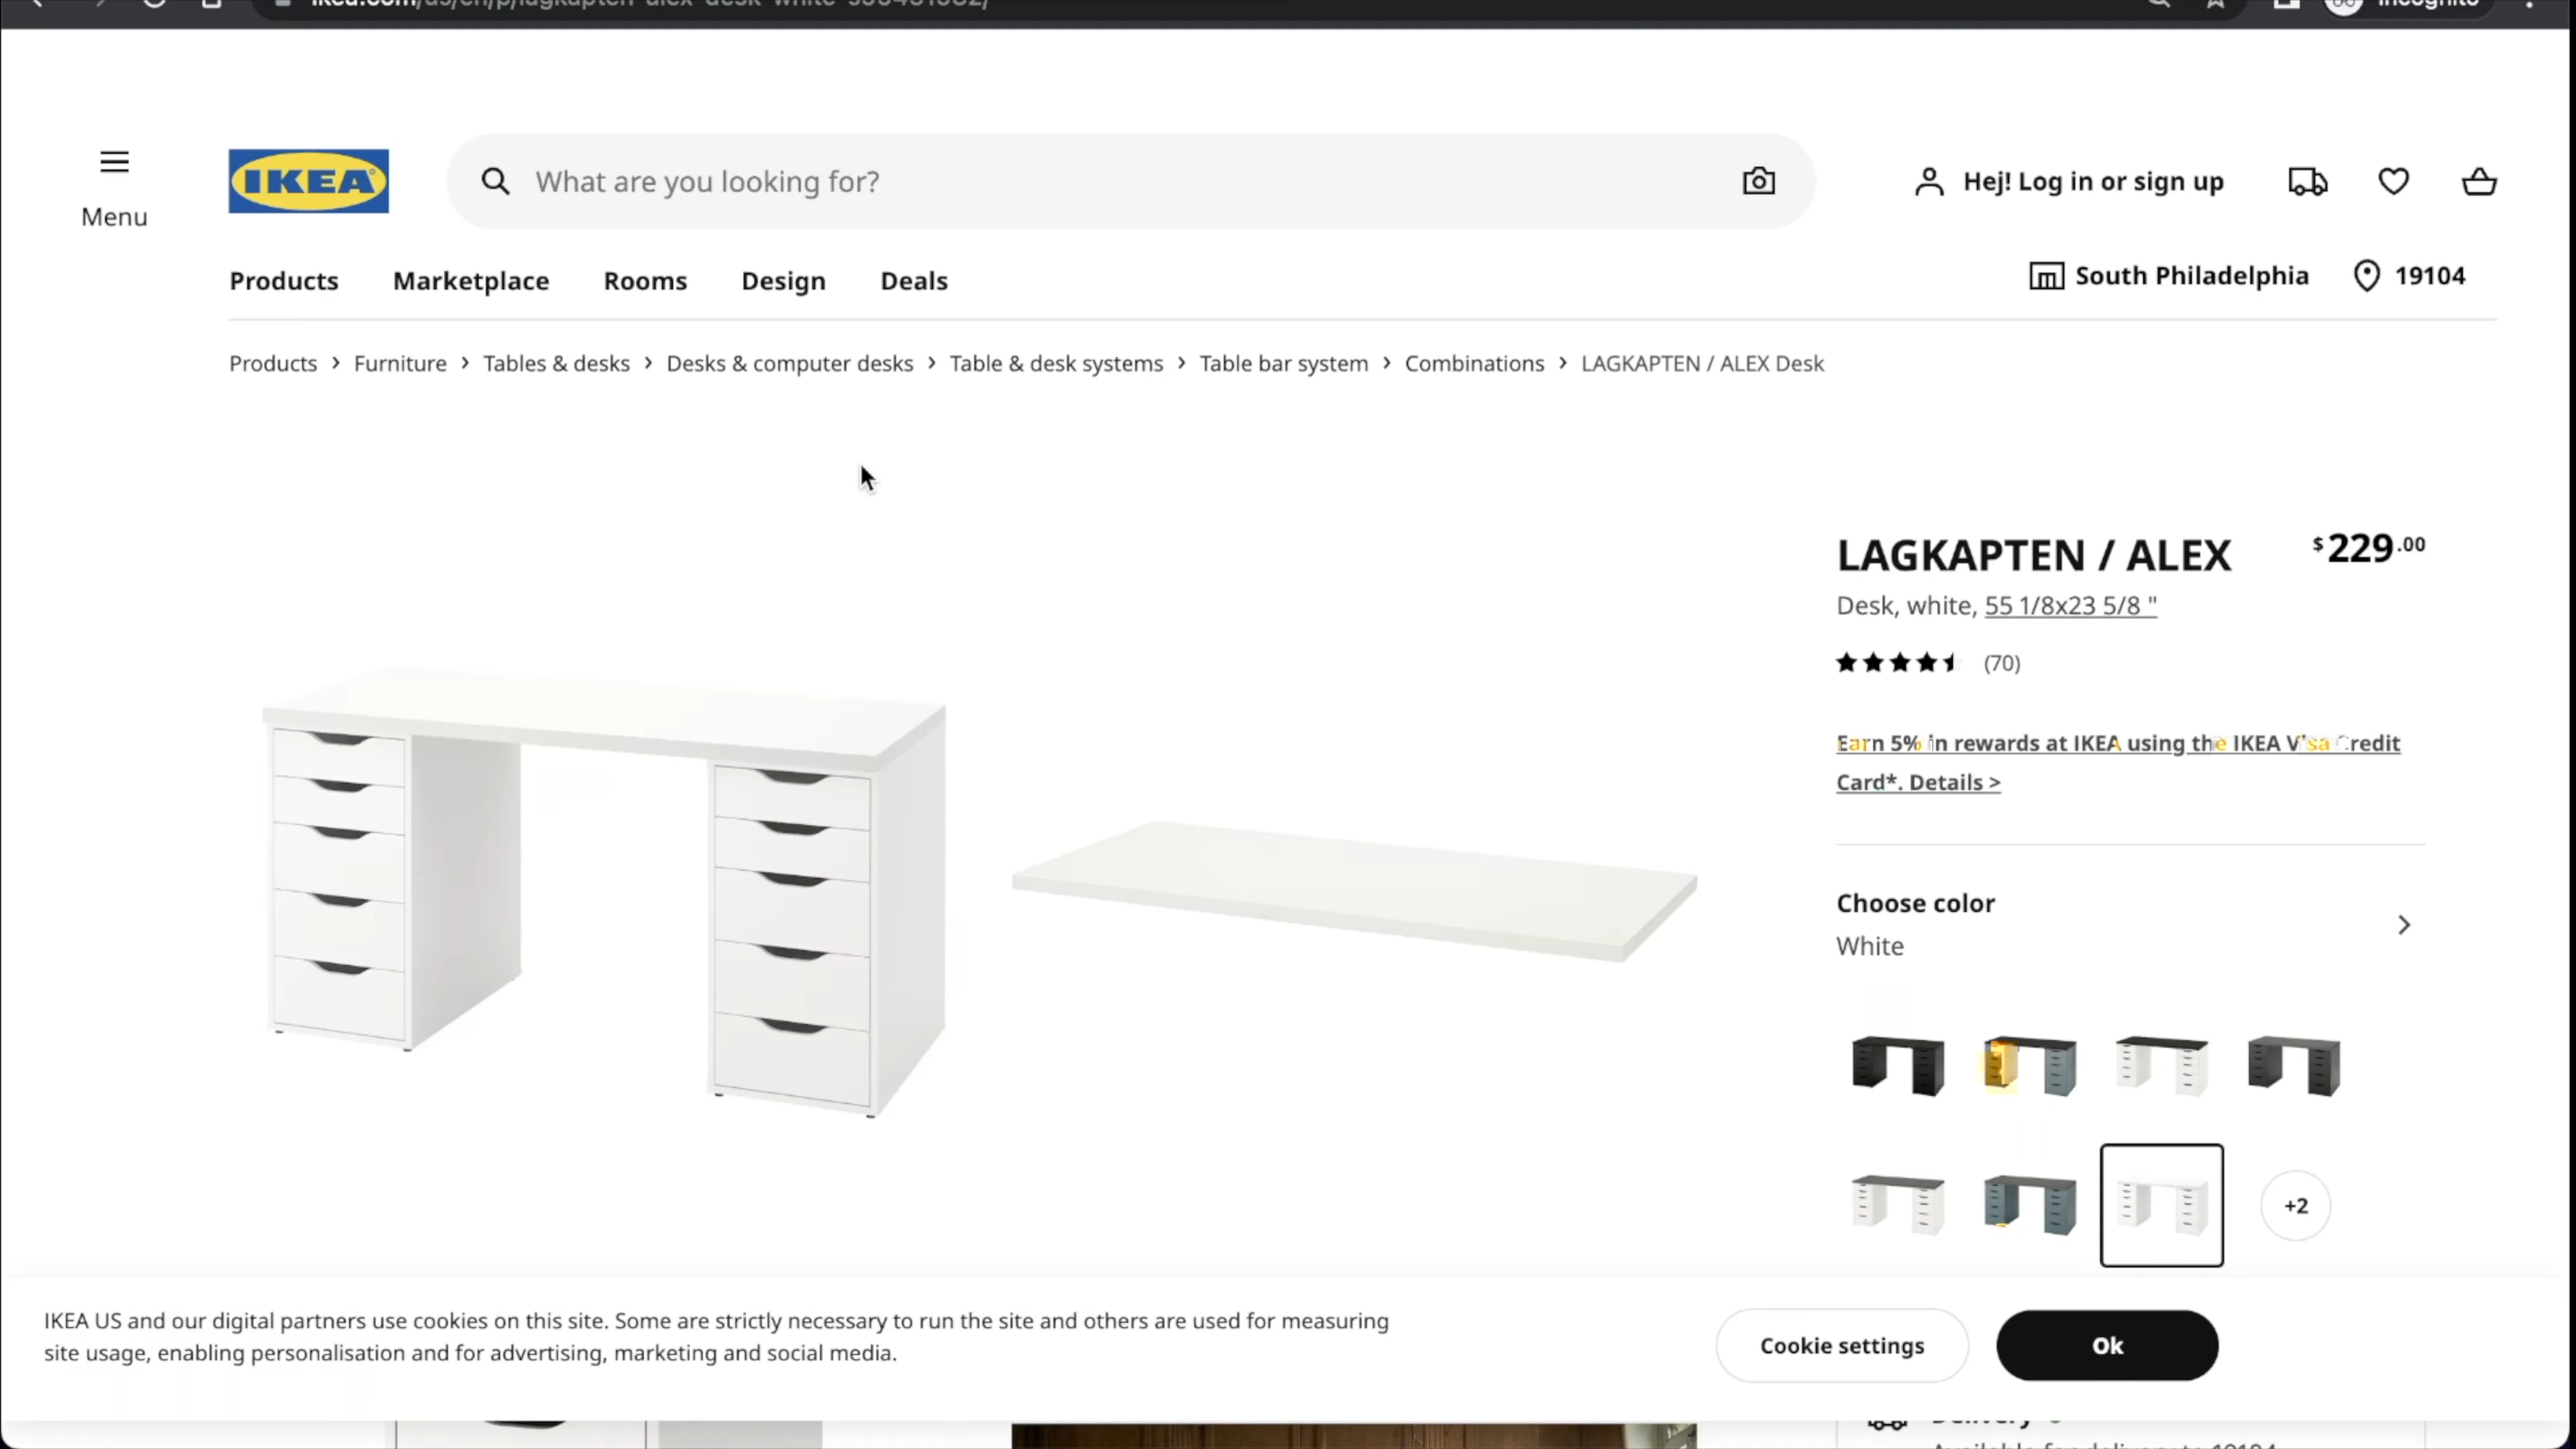 Incognito
Menu
IKEA
What are you looking for?
Hej! Log in or sign up
Products
Marketplace
Rooms
Design
Deals
South Philadelphia
19104
Products > Furniture > Tables & desks > Desks & computer desks > Table & desk systems > Table bar system > Combinations > LAGKAPTEN / ALEX Desk
LAGKAPTEN / ALEX
$229.00
Desk, white, 55 1/8x23 5/8 "
(70)
Earn 5% in rewards at IKEA using the IKEA Visa Credit
Card*. Details >
Choose color
White
+2
IKEA US and our digital partners use cookies on this site. Some are strictly necessary to run the site and others are used for measuring
site usage, enabling personalisation and for advertising, marketing and social media.
Cookie settings
Ok
Delivery